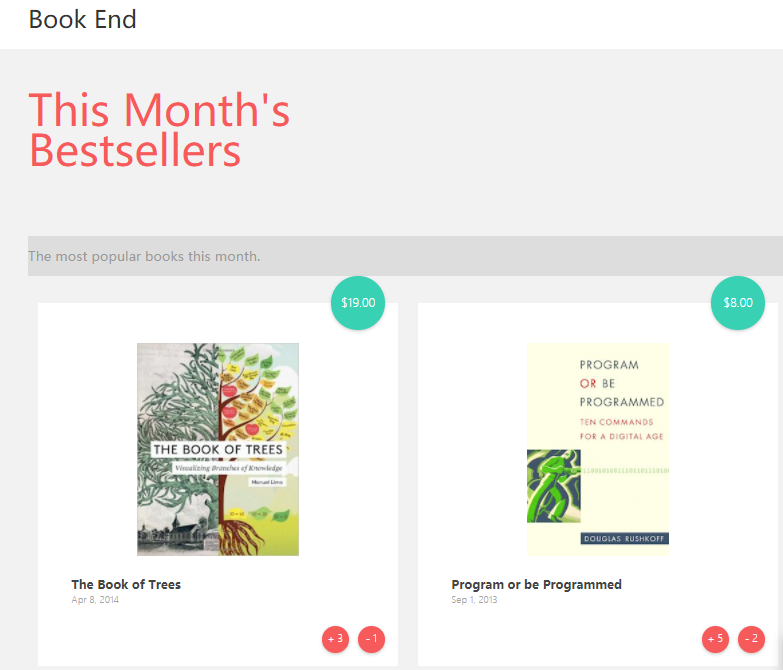 Book End
This Month's
Bestsellers
The most popular books this month.
$19.00
THE BOOK OF TREES
Visualizing Branches of Knowledge
Manuel Lima
The Book of Trees
Apr 8, 2014
+ 3
- 1
$8.00
PROGRAM
OR BE
PROGRAMMED
TEN COMMANDS
FOR A DIGITAL AGE
DOUGLAS RUSHKOFF
Program or be Programmed
Sep 1, 2013
+ 5
- 2